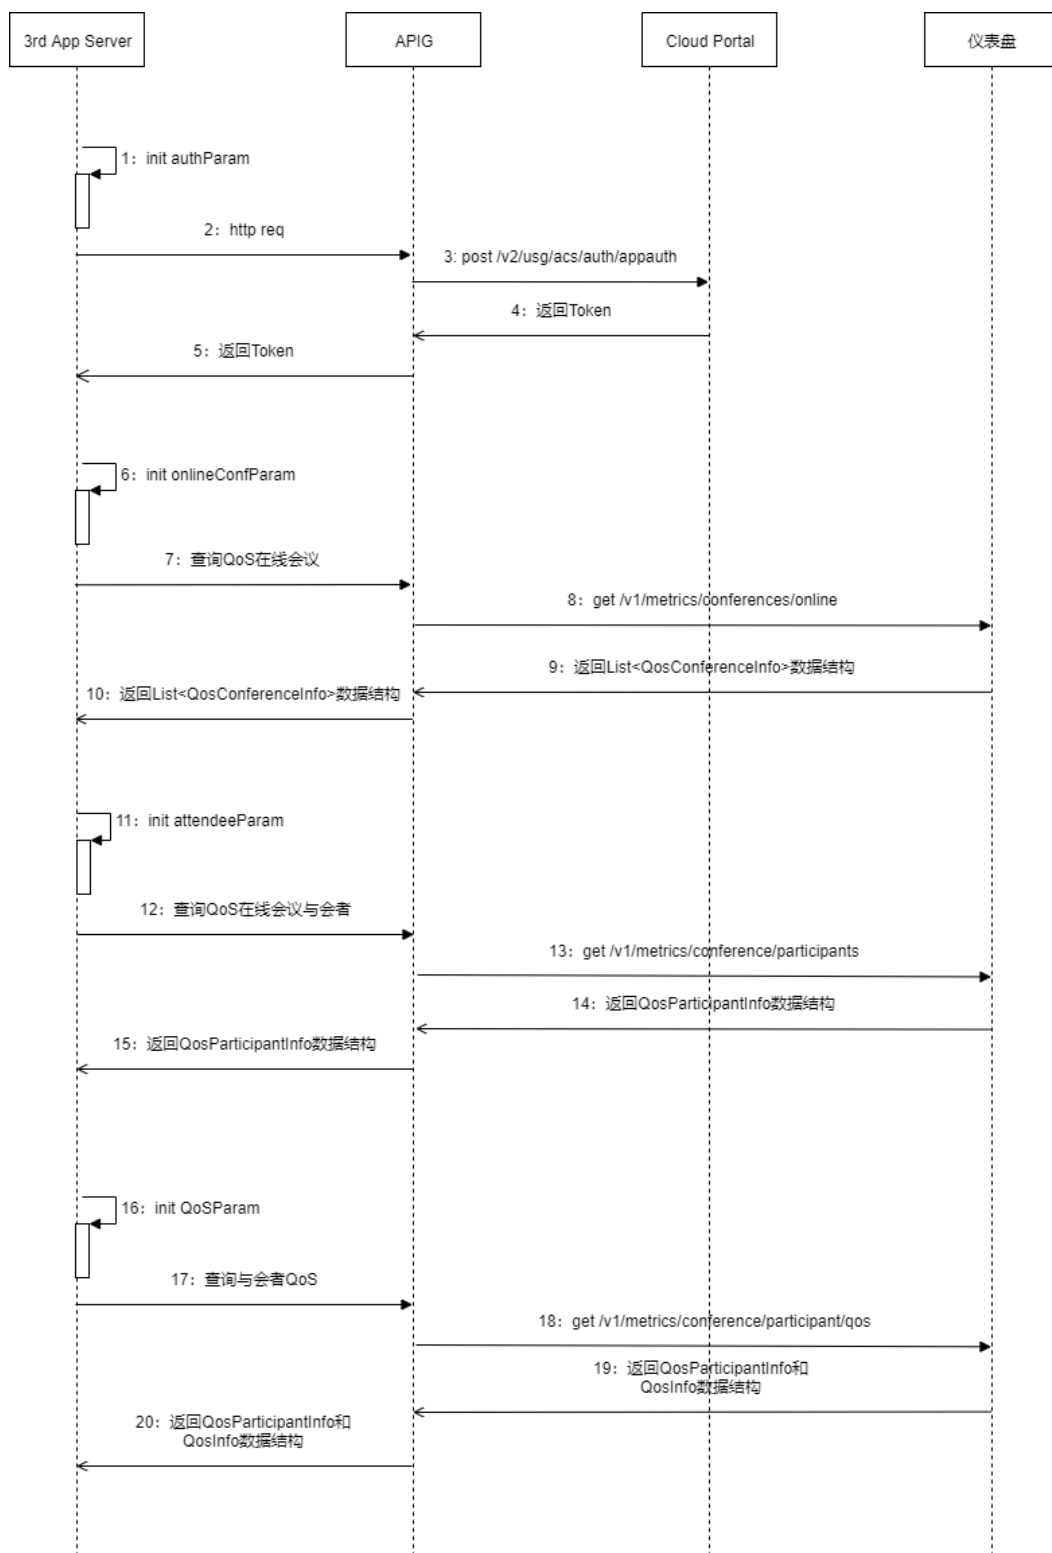 3rd App Server
APIG
Cloud Portal
仪表盘
1：init authParam
2：http req
3: post /v2/usg/acs/auth/appauth
4：返回Token
5：返回Token
6：init onlineConfParam
7：查询QoS在线会议
8：get /v1/metrics/conferences/online
9：返回List<QosConferenceInfo>数据结构
10：返回List<QosConferenceInfo>数据结构
11：init attendeeParam
12：查询QoS在线会议与会者
13：get /v1/metrics/conference/participants
14：返回QosParticipantInfo数据结构
15：返回QosParticipantInfo数据结构
16：init QoSParam
17：查询与会者QoS
18：get /v1/metrics/conference/participant/qos
19：返回QosParticipantInfo和
QosInfo数据结构
20：返回QosParticipantInfo和
QosInfo数据结构